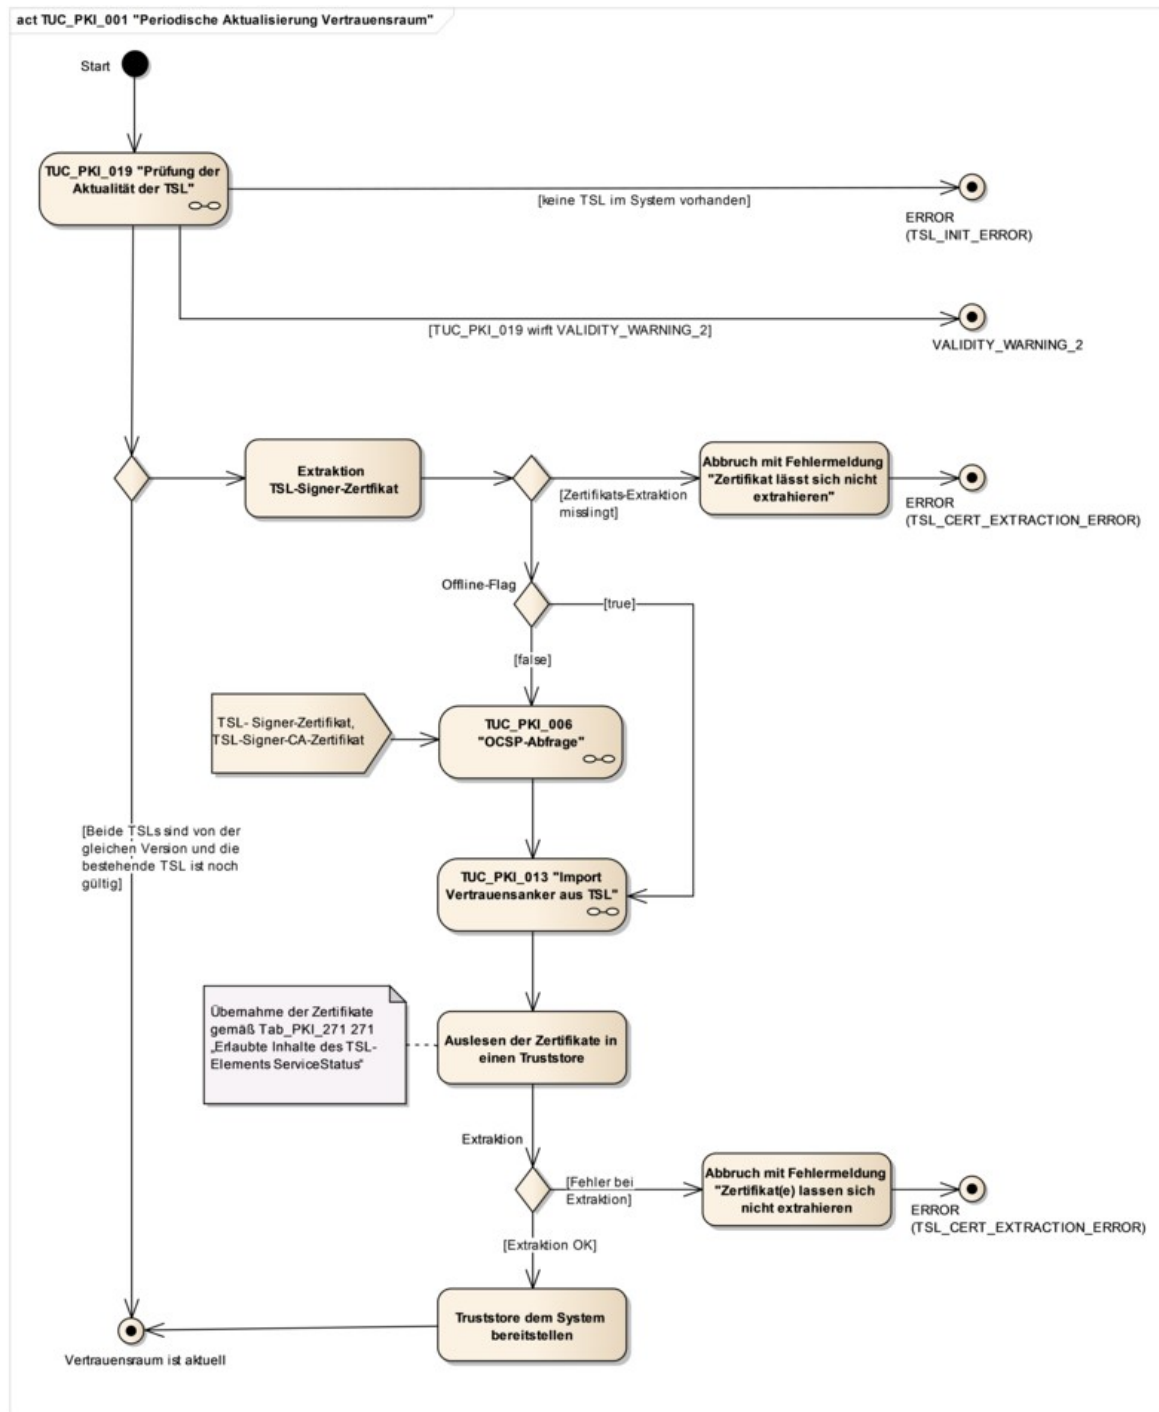 act TUC_PKI_001 "Periodische Aktualisierung Vertrauensraum"
Start
TUC_PKI_019 "Prüfung der
Aktualität der TSL"
[keine TSL im System vorhanden]
ERROR
(TSL_INIT_ERROR)
[TUC_PKI_019 wirft VALIDITY_WARNING_2]
VALIDITY_WARNING_2
Extraktion
TSL-Signer-Zertfikat
[Zertifikats-Extraktion
misslingt]
Abbruch mit Fehlermeldung
"Zertifikat lässt sich nicht
extrahieren"
ERROR
(TSL_CERT_EXTRACTION_ERROR)
Offline-Flag
[true]
[false]
TSL- Signer-Zertifikat,
TSL-Signer-CA-Zertifikat
TUC_PKI_006
"OCSP-Abfrage"
[Beide TSLs sind von der
gleichen Version und die
bestehende TSL ist noch
gültig]
TUC_PKI_013 "Import
Vertrauensanker aus TSL"
Übernahme der Zertifikate
gemäß Tab_PKI_271 271
„Erlaubte Inhalte des TSL-
Elements ServiceStatus“
Auslesen der Zertifikate in
einen Truststore
Extraktion
[Fehler bei
Extraktion]
Abbruch mit Fehlermeldung
"Zertifikat(e) lassen sich
nicht extrahieren
ERROR
(TSL_CERT_EXTRACTION_ERROR)
[Extraktion OK]
Truststore dem System
bereitstellen
Vertrauensraum ist aktuell